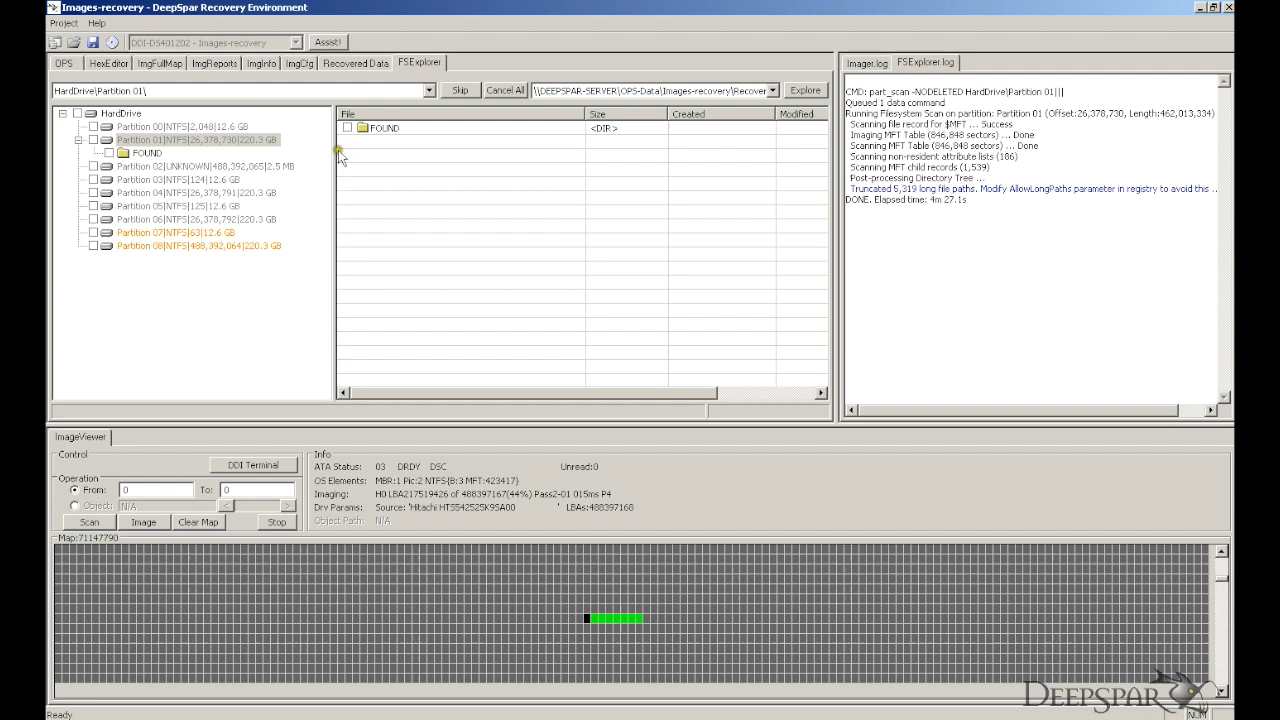 Images-recovery - DeepSpar Recovery Environment
Project Help
DDI-DS401202 - Images-recovery Assist!
OPS HexEditor ImgFullMap ImgReports ImgInfo ImgCfg Recovered Data FSExplorer
HardDrive\Partition 01\ Skip Cancel All \\DEEPSPAR-SERVER\OPS-Data\Images-recovery\Recover Explore
HardDrive
Partition 00|NTFS|2,048|12.6 GB
Partition 01|NTFS|26,378,730|220.3 GB
FOUND
Partition 02|UNKNOWN|488,392,065|2.5 MB
Partition 03|NTFS|124|12.6 GB
Partition 04|NTFS|26,378,791|220.3 GB
Partition 05|NTFS|125|12.6 GB
Partition 06|NTFS|26,378,792|220.3 GB
Partition 07|NTFS|63|12.6 GB
Partition 08|NTFS|488,392,064|220.3 GB
File Size Created Modified
FOUND <DIR>
Imager.log FSExplorer.log
CMD: part_scan -NODELETED HardDrive\Partition 01|||
Queued 1 data command
Running Filesystem Scan on partition: Partition 01 (Offset:26,378,730, Length:462,013,334)
Scanning file record for $MFT ... Success
Imaging MFT Table (846,848 sectors) ... Done
Scanning MFT Table (846,848 sectors) ... Done
Scanning non-resident attribute lists (186)
Scanning MFT child records (1,539)
Post-processing Directory Tree ...
Truncated 5,319 long file paths. Modify AllowLongPaths parameter in registry to avoid this ..
DONE. Elapsed time: 4m 27.1s
ImageViewer
Control
DDI Terminal
Operation
From: 0 To: 0
Object: N/A < >
Scan Image Clear Map Stop
Info
ATA Status: 03 DRDY DSC Unread:0
OS Elements: MBR:1 Pic:2 NTFS{B:3 MFT:423417}
Imaging: H0 LBA217519426 of 488397167(44%) Pass2-01 015ms P4
Drv Params: Source: 'Hitachi HTS542525K9SA00 ' LBAs:488397168
Object Path: N/A
Map:71147790
DEEPSPAR
Ready NUM